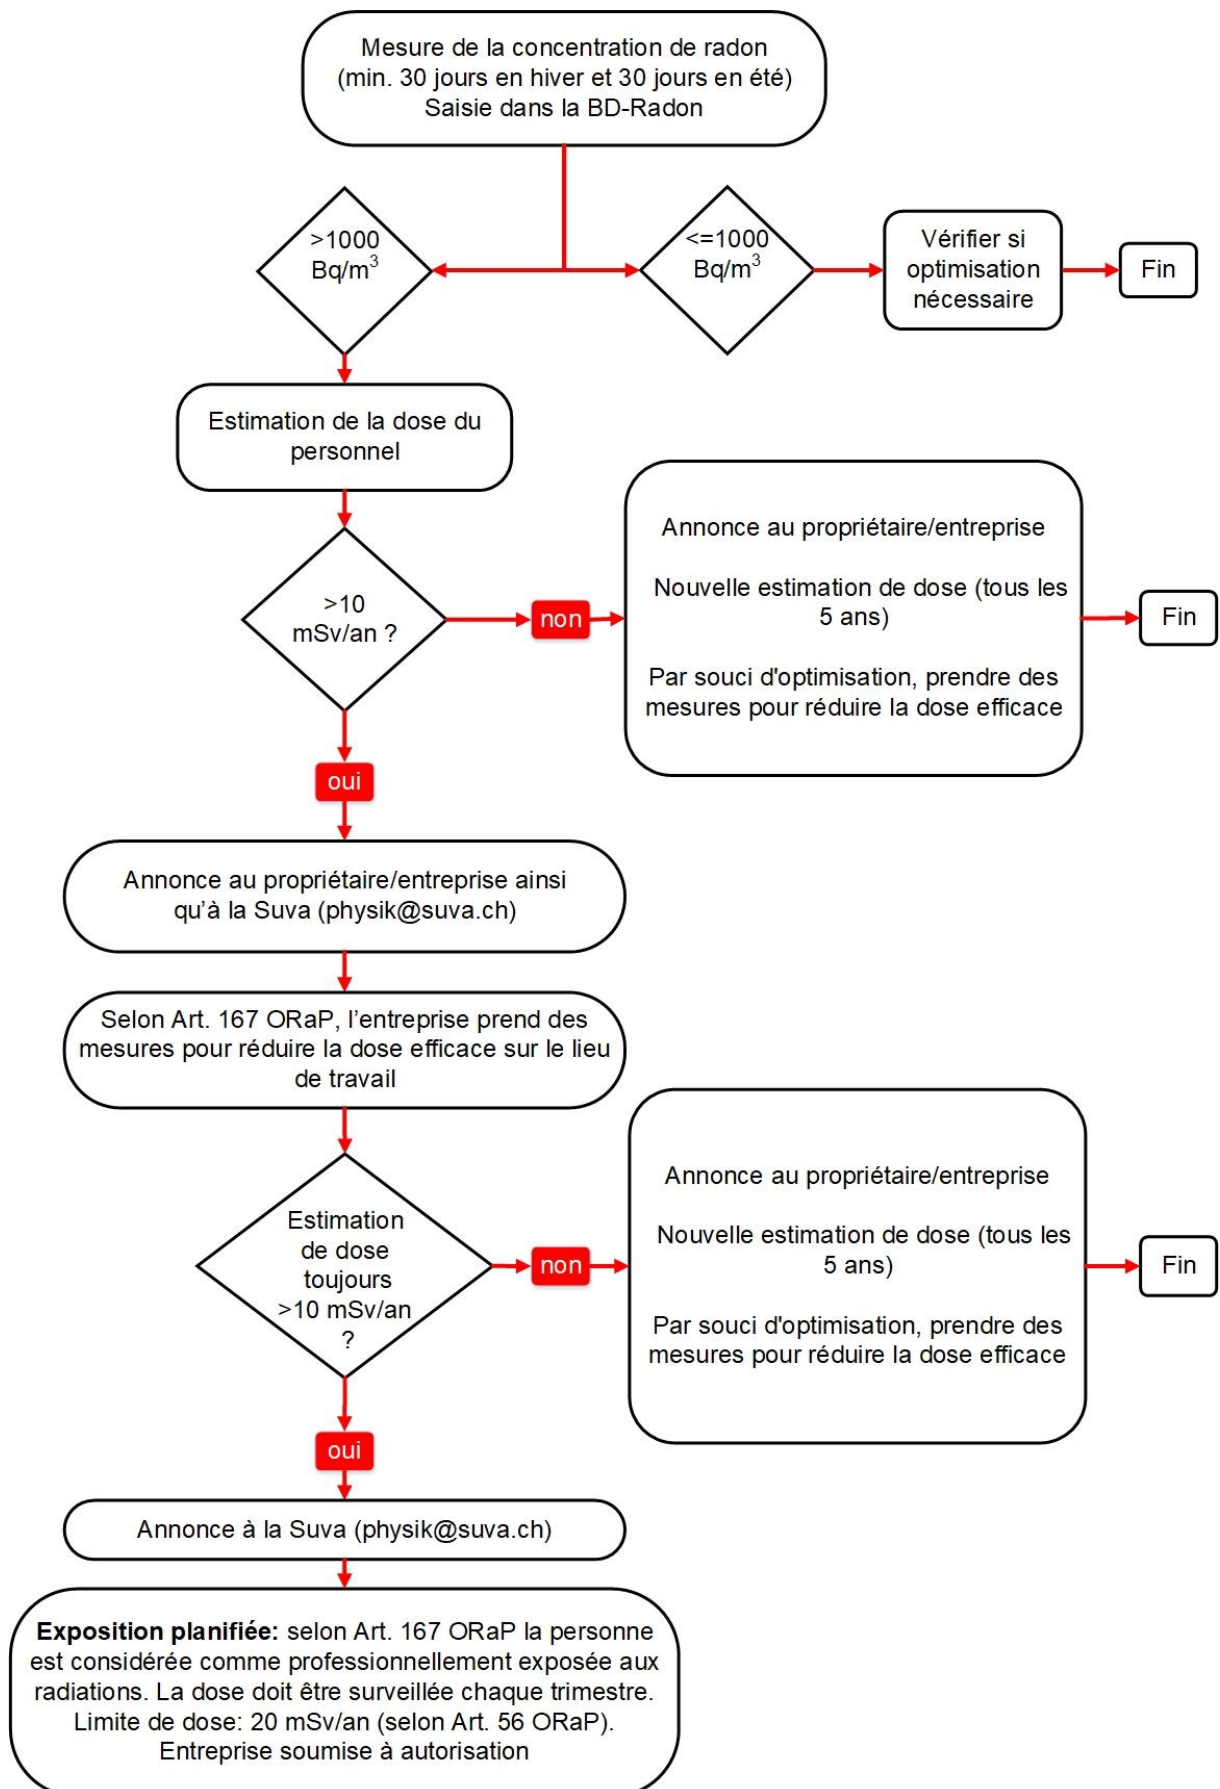 Mesure de la concentration de radon
(min. 30 jours en hiver et 30 jours en été)
Saisie dans la BD-Radon
>1000
Bq/m³
<=1000
Bq/m³
Vérifier si
optimisation
nécessaire
Fin
Estimation de la dose du
personnel
>10
mSv/an ?
non
Annonce au propriétaire/entreprise
Nouvelle estimation de dose (tous les
5 ans)
Par souci d'optimisation, prendre des
mesures pour réduire la dose efficace
Fin
oui
Annonce au propriétaire/entreprise ainsi
qu'à la Suva (physik@suva.ch)
Selon Art. 167 ORaP, l'entreprise prend des
mesures pour réduire la dose efficace sur le lieu
de travail
Estimation
de dose
toujours
>10 mSv/an
?
non
Annonce au propriétaire/entreprise
Nouvelle estimation de dose (tous les
5 ans)
Par souci d'optimisation, prendre des
mesures pour réduire la dose efficace
Fin
oui
Annonce à la Suva (physik@suva.ch)
Exposition planifiée: selon Art. 167 ORaP la personne
est considérée comme professionnellement exposée aux
radiations. La dose doit être surveillée chaque trimestre.
Limite de dose: 20 mSv/an (selon Art. 56 ORaP).
Entreprise soumise à autorisation